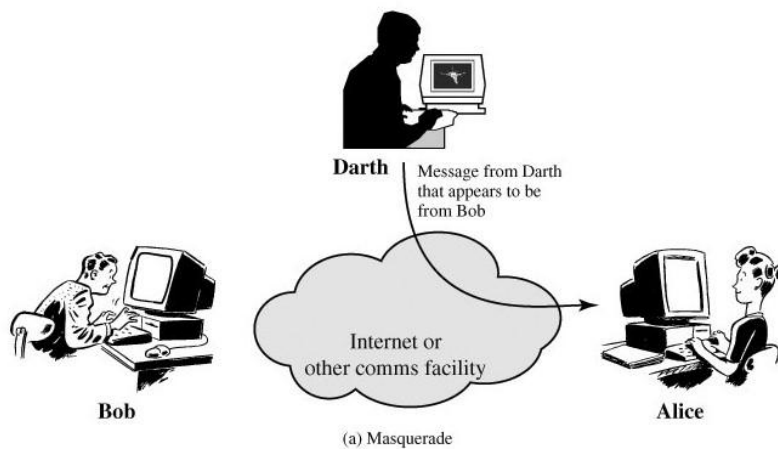 Darth
Message from Darth
that appears to be
from Bob
Internet or
other comms facility
Bob
Alice
(a) Masquerade